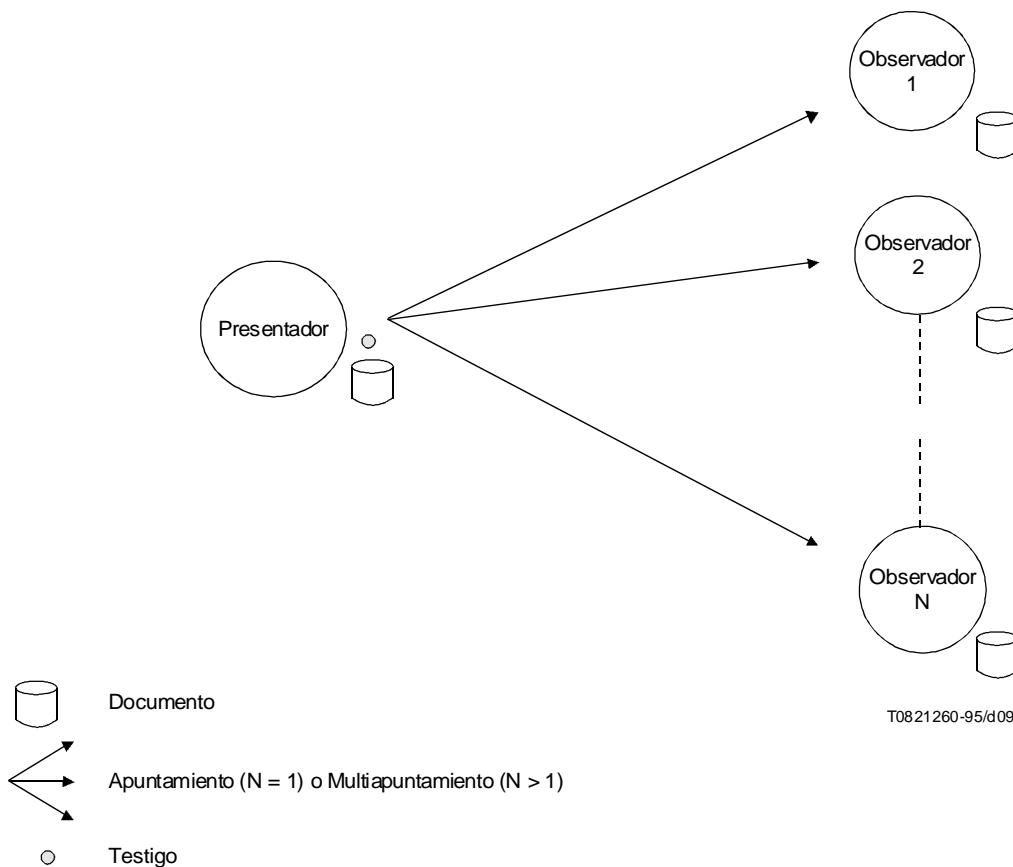 Observador
1
Observador
2
Presentador
Observador
N
Documento
T0821260-95/d09
Apuntamiento (N = 1) o Multiapuntamiento (N > 1)
Testigo